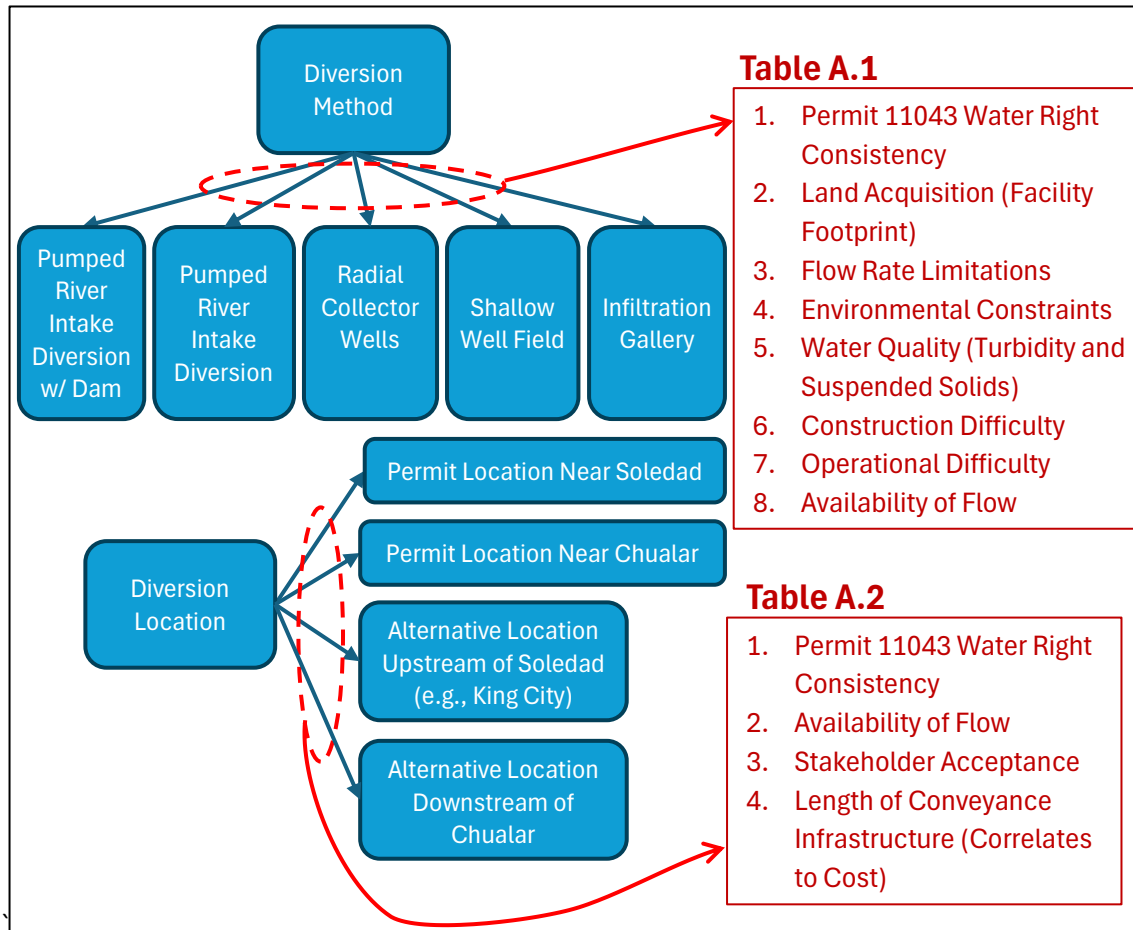 Diversion
Method
Table A.1
1. Permit 11043 Water Right
Consistency
2. Land Acquisition (Facility
Footprint)
3. Flow Rate Limitations
4. Environmental Constraints
5. Water Quality (Turbidity and
Suspended Solids)
6. Construction Difficulty
7. Operational Difficulty
8. Availability of Flow
Pumped
River
Intake
Diversion
w/ Dam
Pumped
River
Intake
Diversion
Radial
Collector
Wells
Shallow
Well Field
Infiltration
Gallery
Diversion
Location
Permit Location Near Soledad
Permit Location Near Chualar
Alternative Location
Upstream of Soledad
(e.g., King City)
Alternative Location
Downstream of
Chualar
Table A.2
1. Permit 11043 Water Right
Consistency
2. Availability of Flow
3. Stakeholder Acceptance
4. Length of Conveyance
Infrastructure (Correlates
to Cost)
`